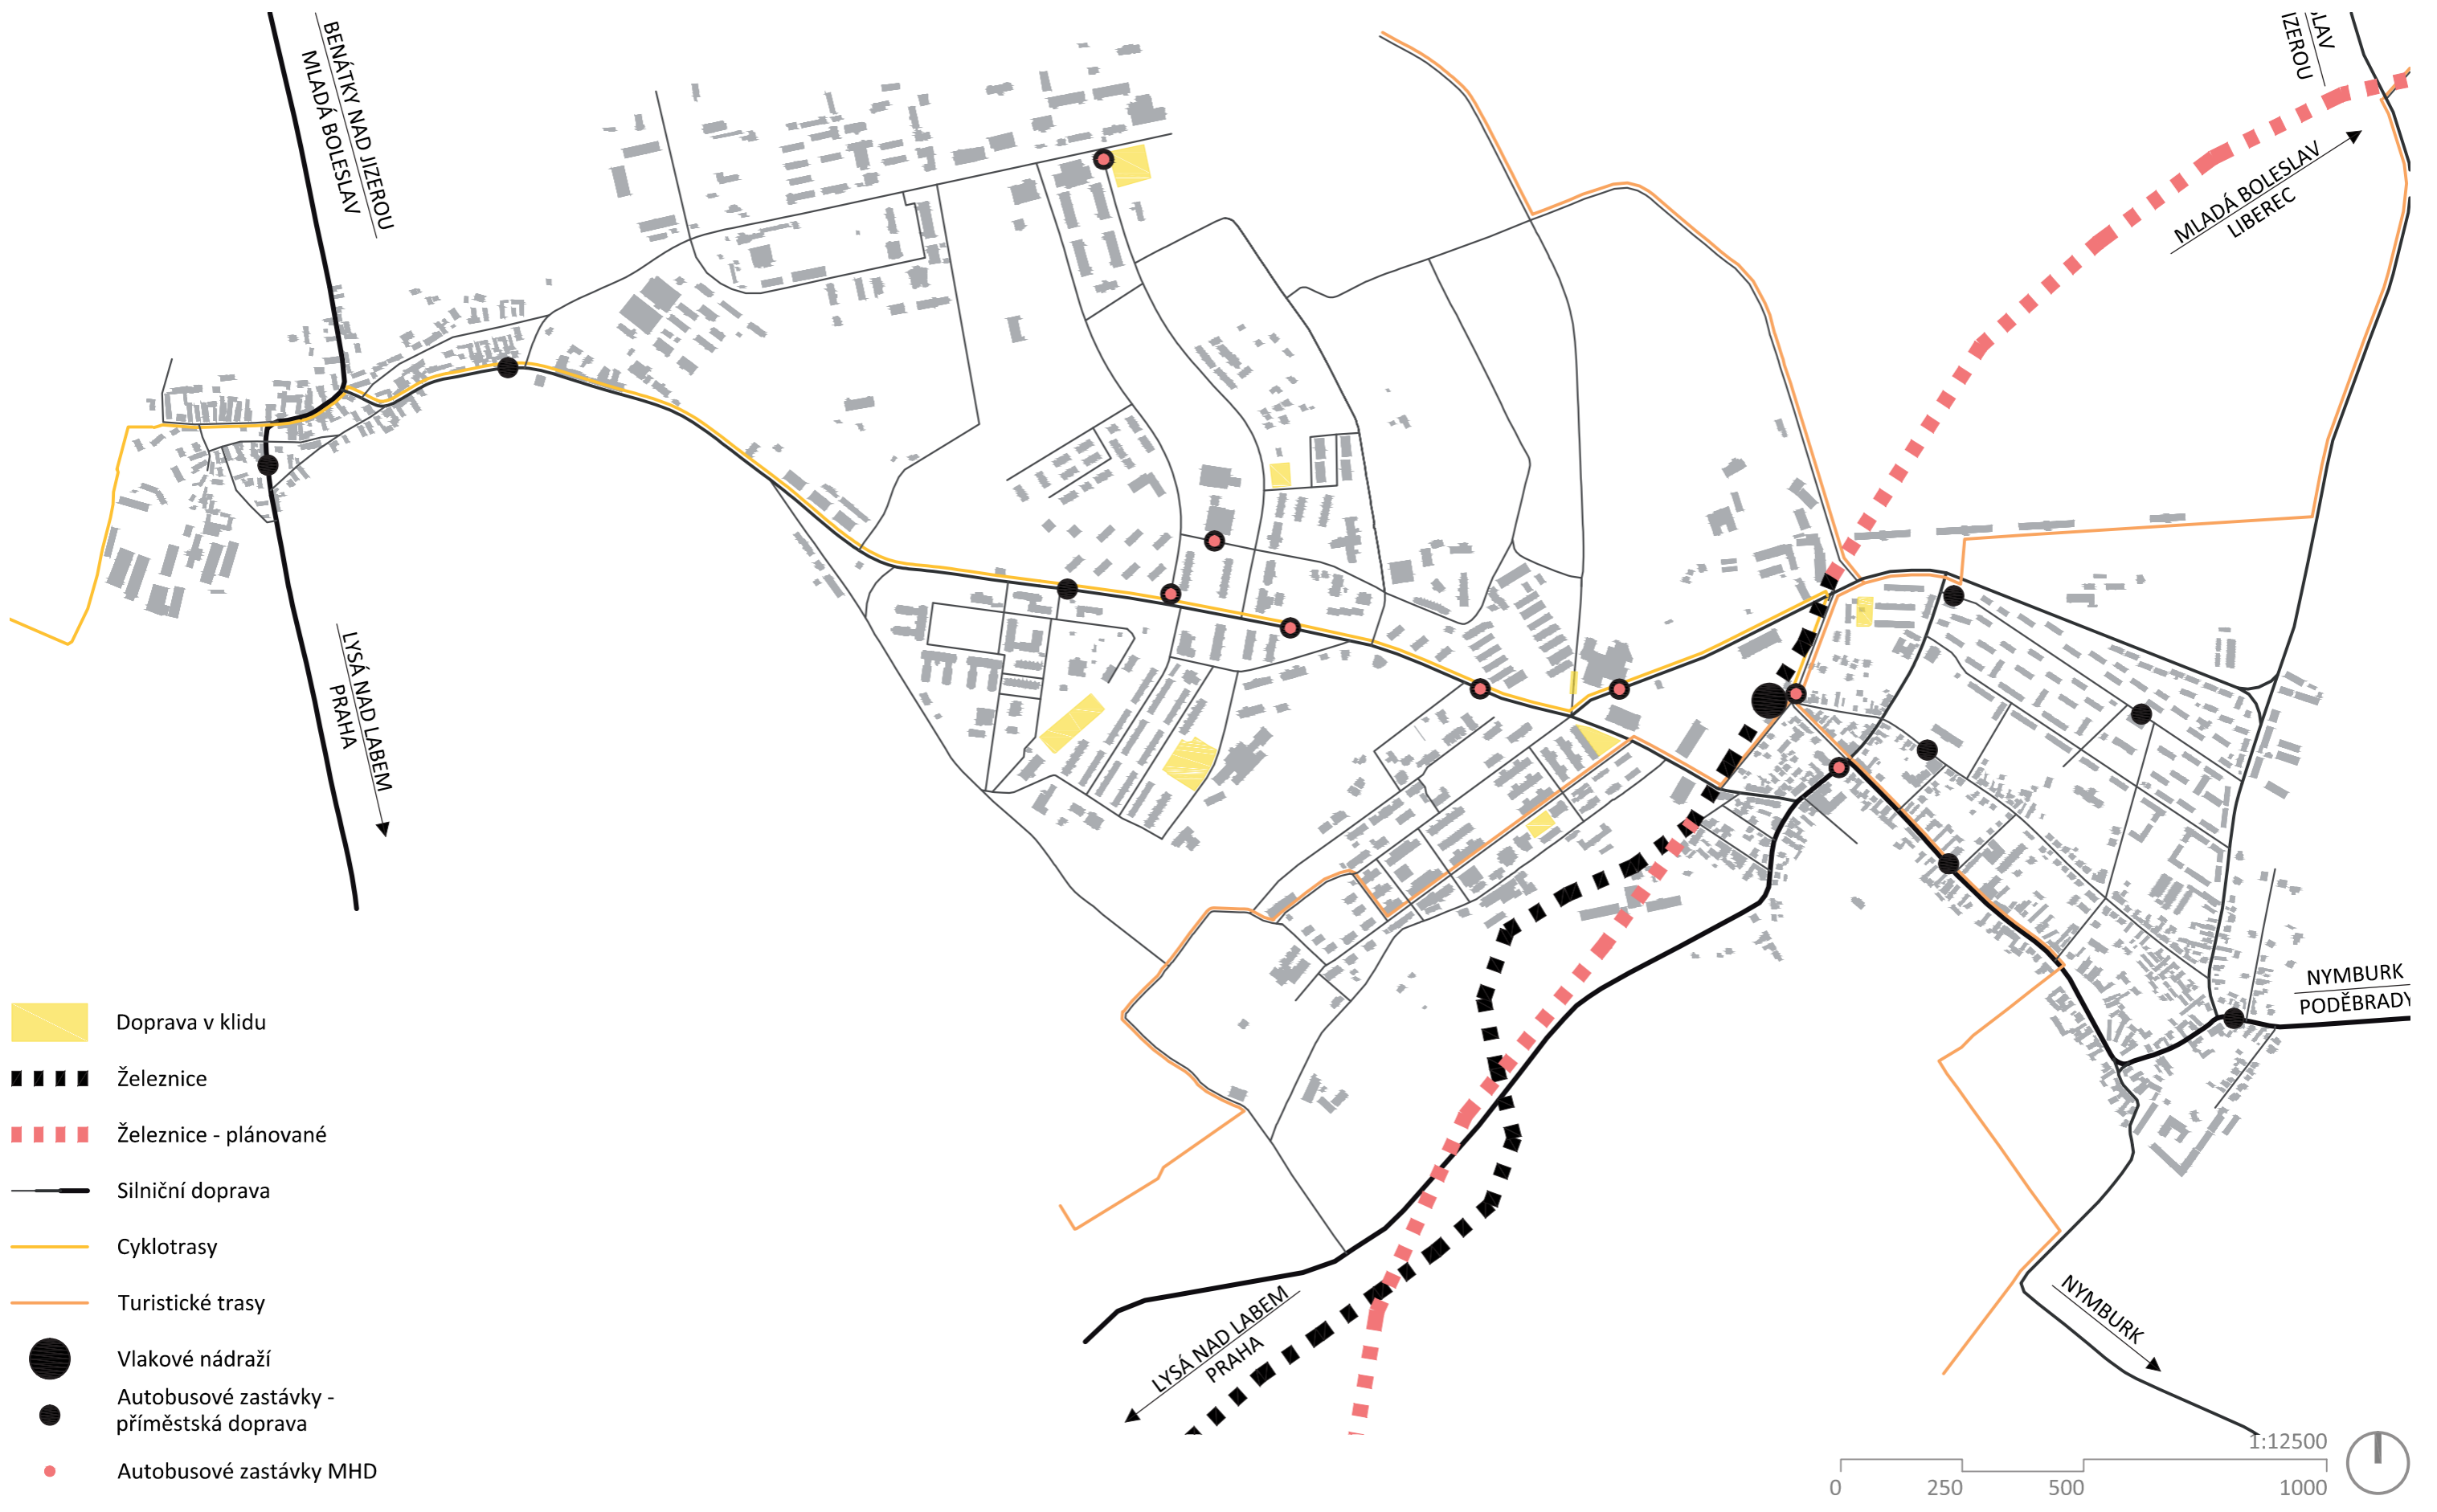 BENÁTKY NAD JIZEROU
MLADÁ BOLESLAV
MLADÁ BOLESLAV
LIBEREC
LYSÁ NAD LABEM
PRAHA
NYMBURK
PODĚBRADY
NYMBURK
LYSÁ NAD LABEM
PRAHA
Doprava v klidu
Železnice
Železnice - plánované
Silniční doprava
Cyklotrasy
Turistické trasy
Vlakové nádraží
Autobusové zastávky -
příměstská doprava
Autobusové zastávky MHD
1:12500
0 250 500 1000